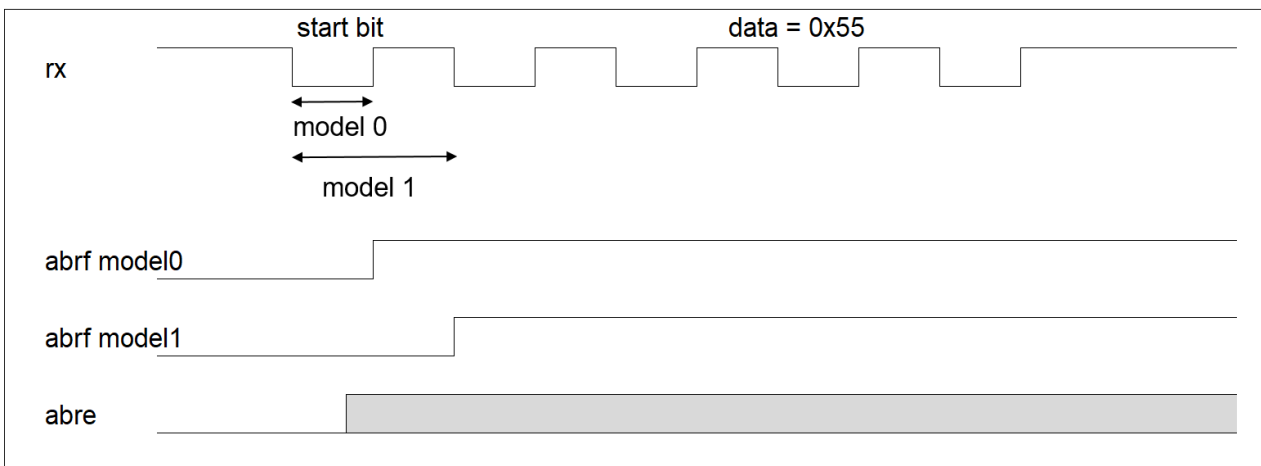 start bit
data = 0x55
rx
model 0
model 1
abrf model0
abrf model1
abre